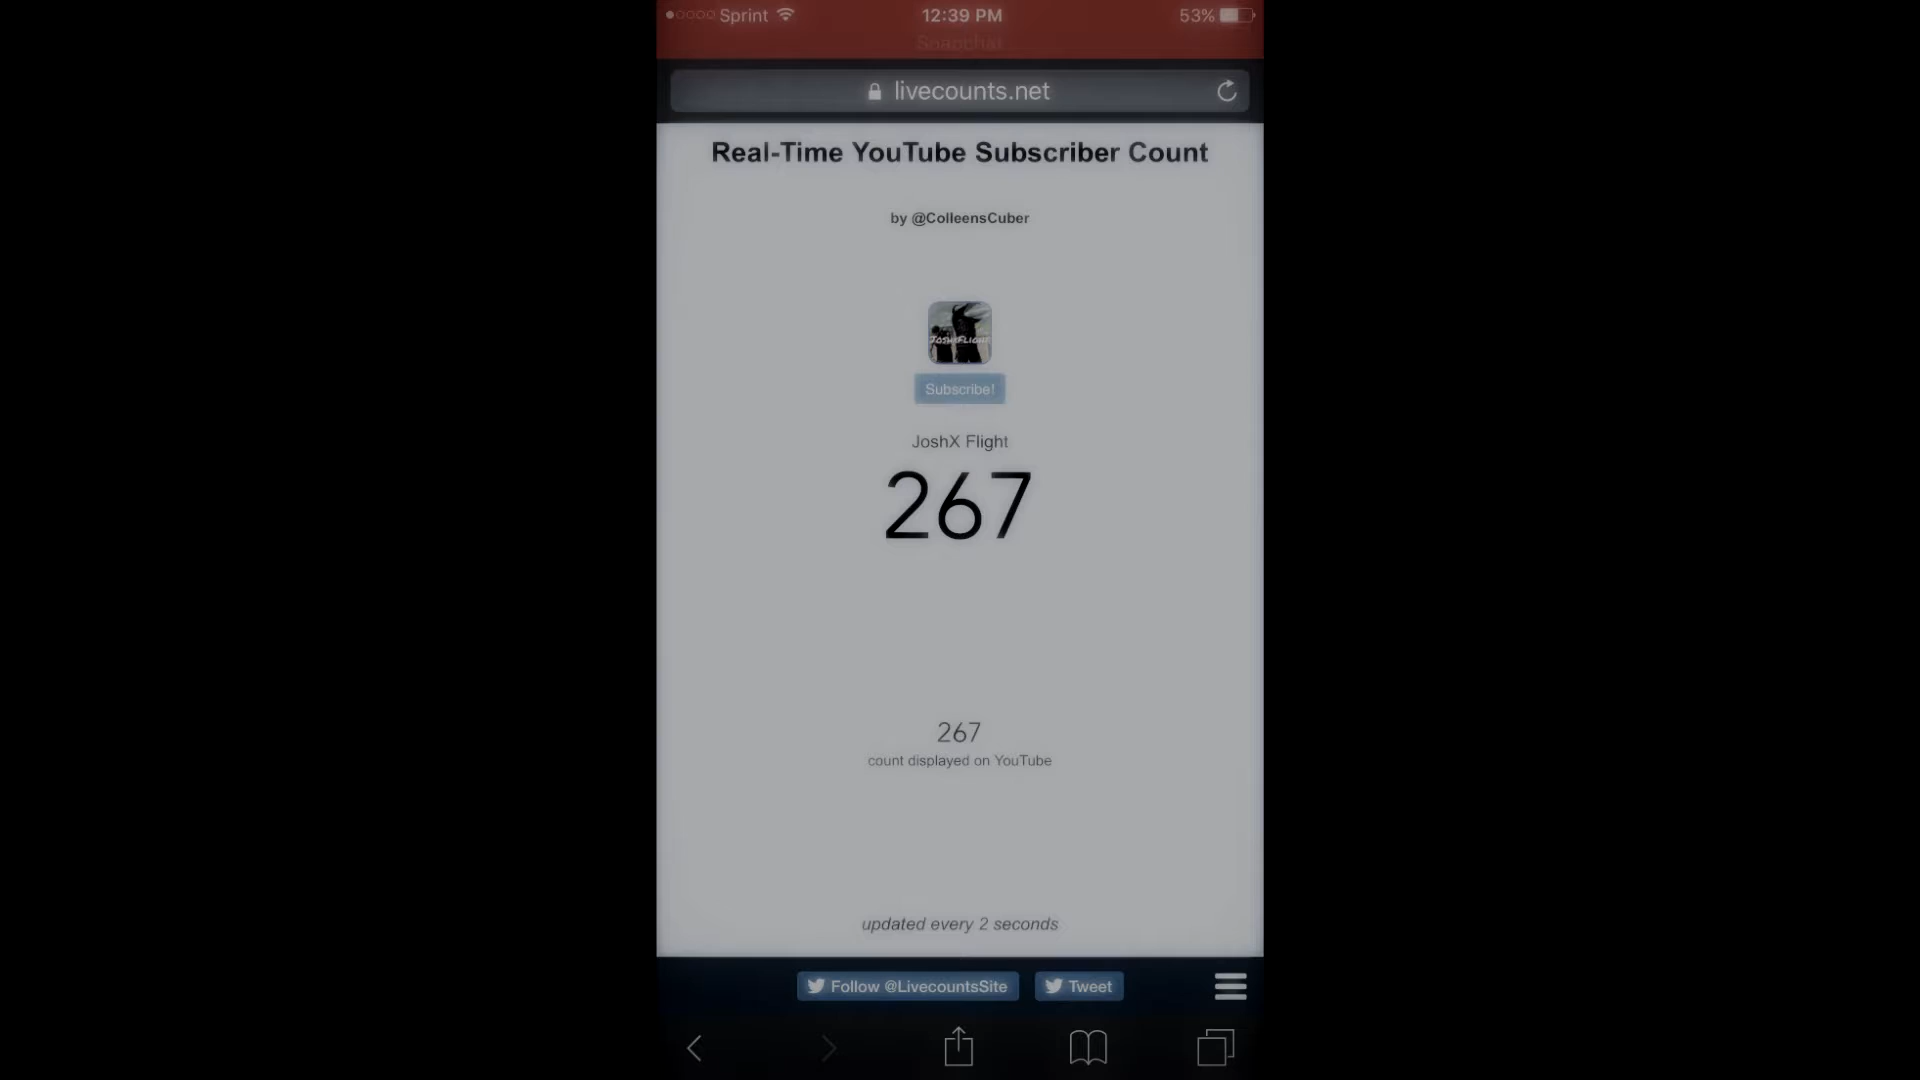 Sprint 12:39 PM 53%
Snapchat
livecounts.net
Real-Time YouTube Subscriber Count
by @ColleensCuber
Subscribe!
JoshX Flight
267
267
count displayed on YouTube
updated every 2 seconds
Follow @LivecountsSite Tweet